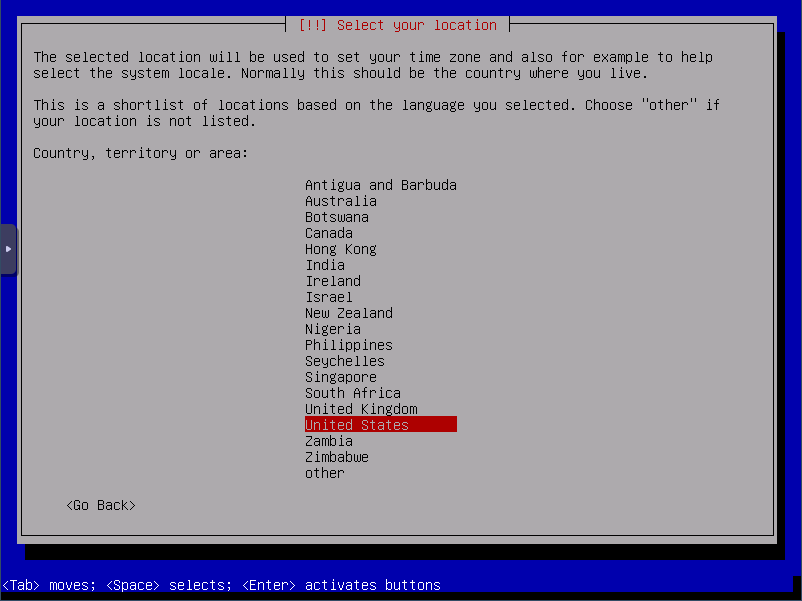 [!!] Select your location
The selected location will be used to set your time zone and also for example to help
select the system locale. Normally this should be the country where you live.
This is a shortlist of locations based on the language you selected. Choose "other" if
your location is not listed.
Country, territory or area:
Antigua and Barbuda
Australia
Botswana
Canada
Hong Kong
India
Ireland
Israel
New Zealand
Nigeria
Philippines
Seychelles
Singapore
South Africa
United Kingdom
United States
Zambia
Zimbabwe
other
<Go Back>
<Tab> moves; <Space> selects; <Enter> activates buttons